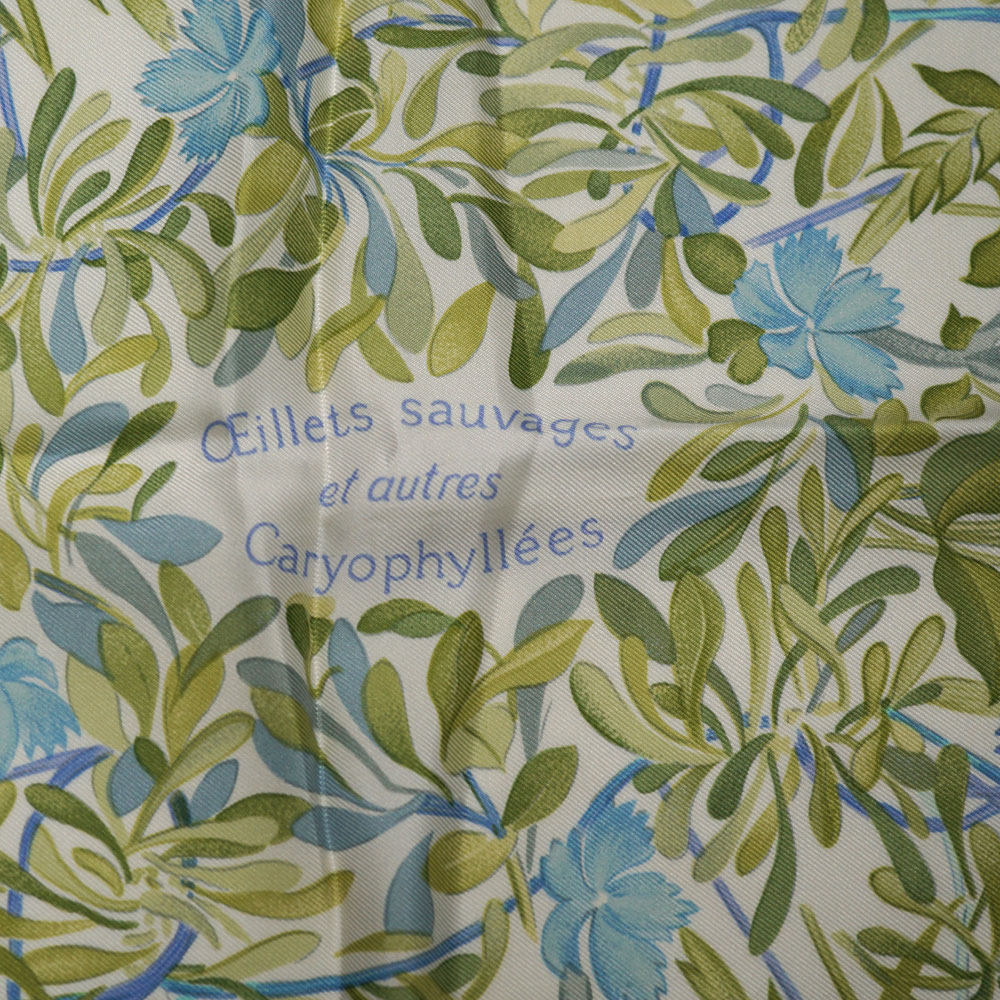 Œillets sauvages
et autres
Caryophyllées